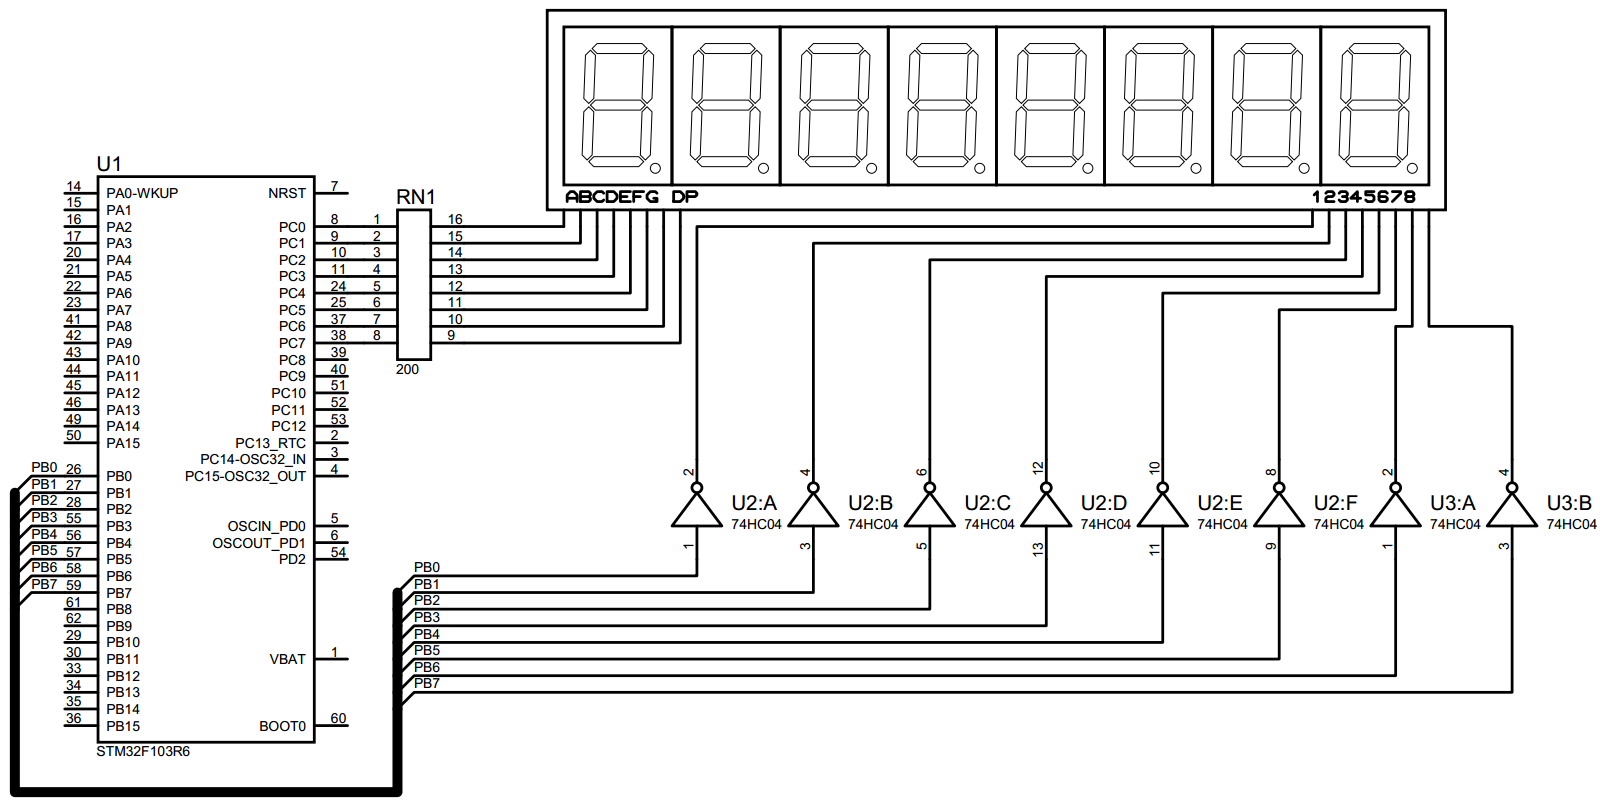 ABCDEFG DP
12345678
U1
14 PA0-WKUP NRST 7
15 PA1
16 PA2 PC0 8 1 16
17 PA3 PC1 9 2 15
20 PA4 PC2 10 3 14
21 PA5 PC3 11 4 13
22 PA6 PC4 24 5 12
23 PA7 PC5 25 6 11
41 PA8 PC6 37 7 10
42 PA9 PC7 38 8 9
43 PA10 PC8 39
44 PA11 PC9 40
45 PA12 PC10 51
46 PA13 PC11 52
49 PA14 PC12 53
50 PA15 PC13_RTC 2
PC14-OSC32_IN 3
PB0 26 PB0 PC15-OSC32_OUT 4
PB1 27 PB1
PB2 28 PB2
PB3 55 PB3 OSCIN_PD0 5
PB4 56 PB4 OSCOUT_PD1 6
PB5 57 PB5 PD2 54
PB6 58 PB6
PB7 59 PB7
61 PB8
62 PB9
29 PB10
30 PB11 VBAT 1
33 PB12
34 PB13
35 PB14
36 PB15 BOOT0 60
STM32F103R6
RN1
200
2 4 6 12 10 8 2 4
U2:A U2:B U2:C U2:D U2:E U2:F U3:A U3:B
74HC04 74HC04 74HC04 74HC04 74HC04 74HC04 74HC04 74HC04
1 3 5 13 11 9 1 3
PB0
PB1
PB2
PB3
PB4
PB5
PB6
PB7